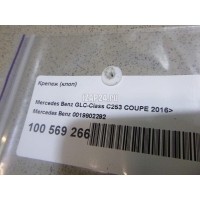 Крепеж (клоп)
Mercedes Benz GLC-Class C253 COUPE 2016>
Mercedes Benz 0019902292
100 569 266